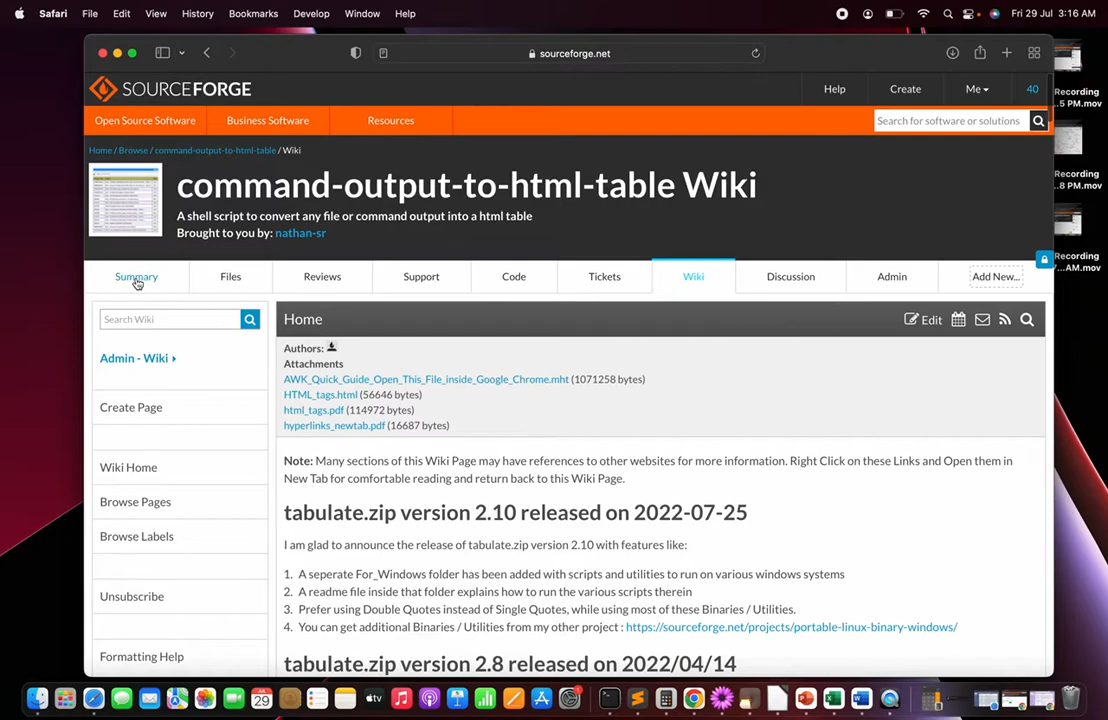 Safari File Edit View History Bookmarks Develop Window Help Fri 29 Jul 3:16 AM
sourceforge.net
SOURCEFORGE Help Create Me 40
Open Source Software Business Software Resources Search for software or solutions
Home / Browse / command-output-to-html-table / Wiki
command-output-to-html-table Wiki
A shell script to convert any file or command output into a html table
Brought to you by: nathan-sr
Summary Files Reviews Support Code Tickets Wiki Discussion Admin Add New...
Search Wiki
Admin - Wiki
Create Page
Wiki Home
Browse Pages
Browse Labels
Unsubscribe
Formatting Help
Home Edit
Authors:
Attachments
AWK_Quick_Guide_Open_This_File_inside_Google_Chrome.mht (1071258 bytes)
HTML_tags.html (56646 bytes)
html_tags.pdf (114972 bytes)
hyperlinks_newtab.pdf (16687 bytes)
Note: Many sections of this Wiki Page may have references to other websites for more information. Right Click on these Links and Open them in
New Tab for comfortable reading and return back to this Wiki Page.
tabulate.zip version 2.10 released on 2022-07-25
I am glad to announce the release of tabulate.zip version 2.10 with features like:
1. A seperate For_Windows folder has been added with scripts and utilities to run on various windows systems
2. A readme file inside that folder explains how to run the various scripts therein
3. Prefer using Double Quotes instead of Single Quotes, while using most of these Binaries / Utilities.
4. You can get additional Binaries / Utilities from my other project : https://sourceforge.net/projects/portable-linux-binary-windows/
tabulate.zip version 2.8 released on 2022/04/14
Recording
...5 PM.mov
Recording
...8 PM.mov
Recording
...AM.mov
29